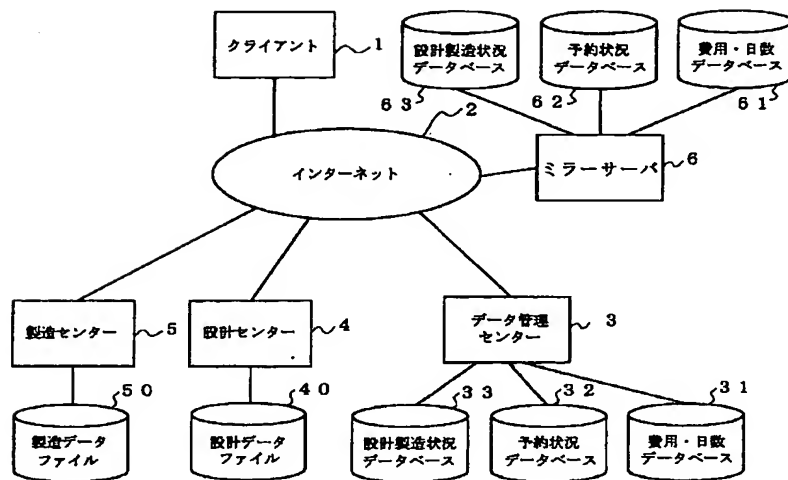 クライアント
1
設計製造状況
データベース
予約状況
データベース
費用・日数
データベース
63
62
61
2
インターネット
ミラーサーバ
6
製造センター
5
設計センター
4
データ管理
センター
3
50
40
33
32
31
製造データ
ファイル
設計データ
ファイル
設計製造状況
データベース
予約状況
データベース
費用・日数
データベース